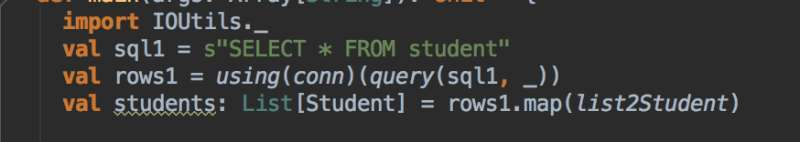 import IOUtils._
val sql1 = s"SELECT * FROM student"
val rows1 = using(conn)(query(sql1, _))
val students: List[Student] = rows1.map(list2Student)